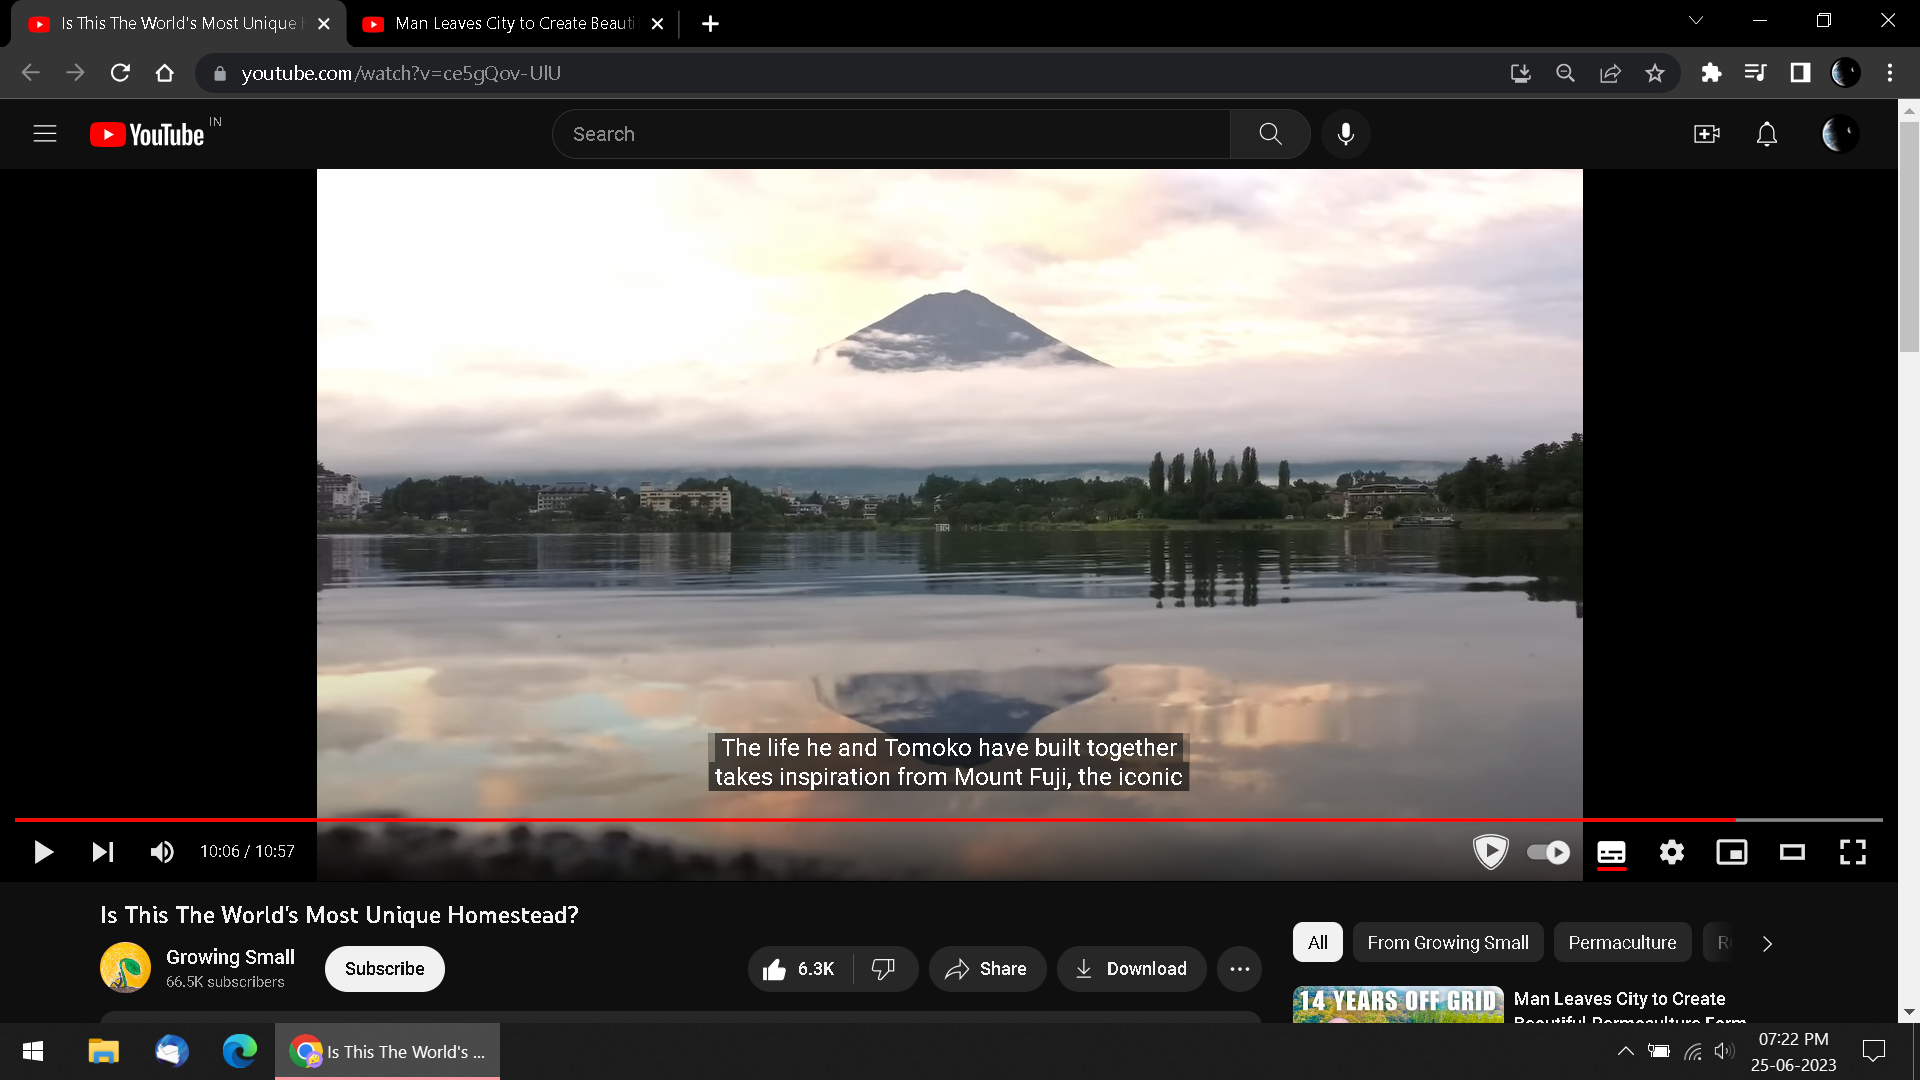 Is This The World's Most Unique
Man Leaves City to Create Beauti
youtube.com/watch?v=ce5gQov-UlU
YouTube IN
Search
The life he and Tomoko have built together
takes inspiration from Mount Fuji, the iconic
10:06 / 10:57
Is This The World's Most Unique Homestead?
Growing Small
66.5K subscribers
Subscribe
6.3K
Share
Download
All
From Growing Small
Permaculture
14 YEARS OFF GRID
Man Leaves City to Create
Beautiful Permaculture Farm
Is This The World's ...
07:22 PM
25-06-2023